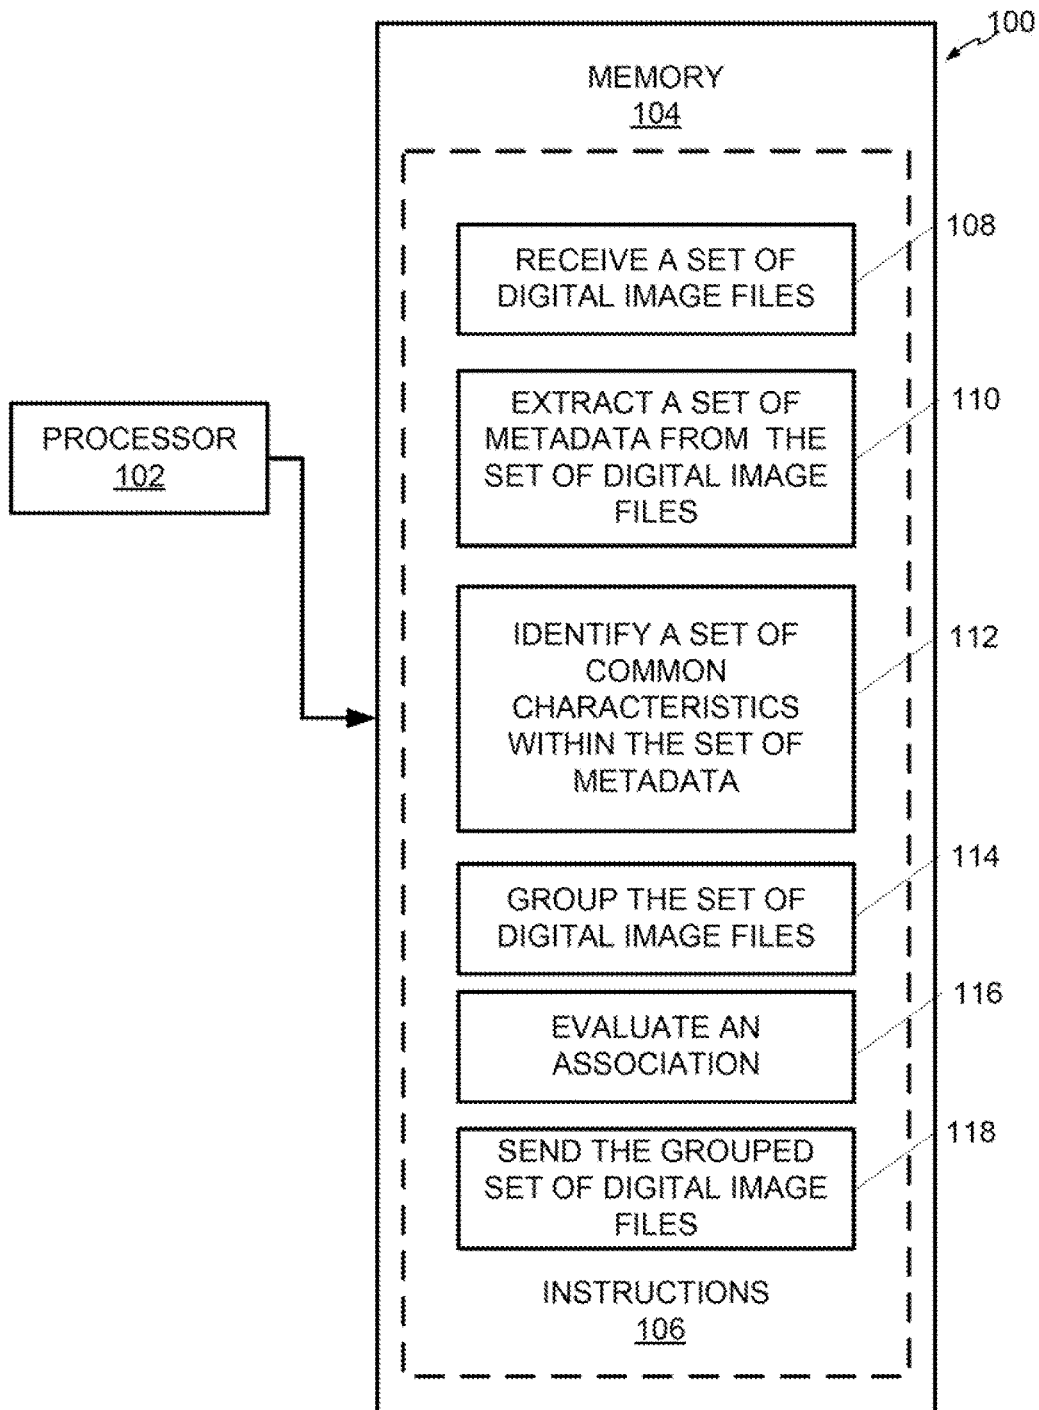 100
MEMORY
104
108
RECEIVE A SET OF
DIGITAL IMAGE FILES
110
EXTRACT A SET OF
METADATA FROM THE
SET OF DIGITAL IMAGE
FILES
PROCESSOR
102
112
IDENTIFY A SET OF
COMMON
CHARACTERISTICS
WITHIN THE SET OF
METADATA
114
GROUP THE SET OF
DIGITAL IMAGE FILES
116
EVALUATE AN
ASSOCIATION
118
SEND THE GROUPED
SET OF DIGITAL IMAGE
FILES
INSTRUCTIONS
106